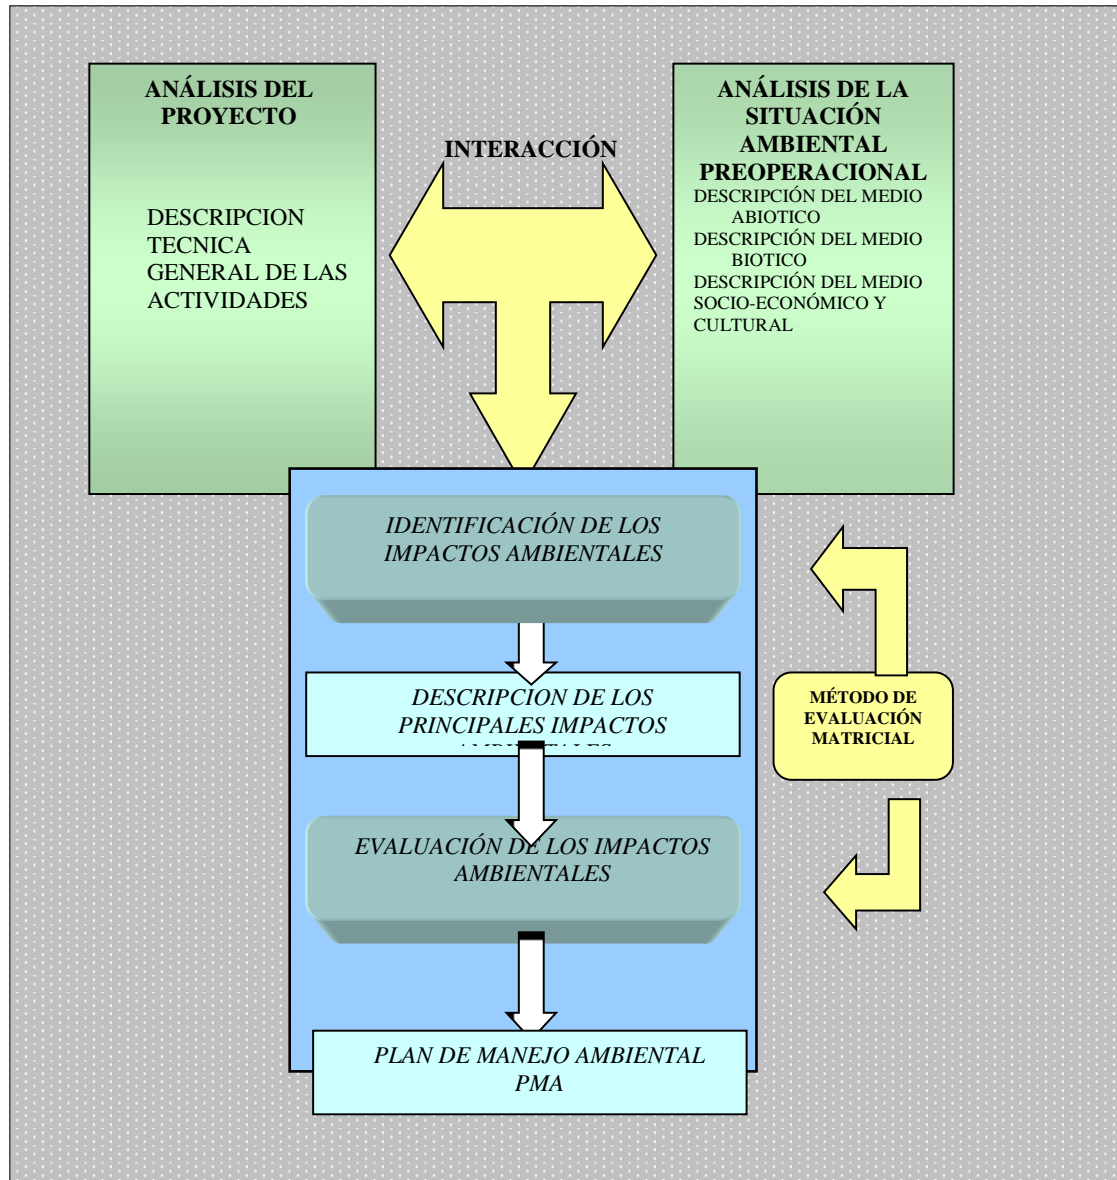 ANÁLISIS DEL
PROYECTO
DESCRIPCION
TECNICA
GENERAL DE LAS
ACTIVIDADES
INTERACCIÓN
ANÁLISIS DE LA
SITUACIÓN
AMBIENTAL
PREOPERACIONAL
DESCRIPCIÓN DEL MEDIO
ABIOTICO
DESCRIPCIÓN DEL MEDIO
BIOTICO
DESCRIPCIÓN DEL MEDIO
SOCIO-ECONÓMICO Y
CULTURAL
IDENTIFICACIÓN DE LOS
IMPACTOS AMBIENTALES
DESCRIPCION DE LOS
PRINCIPALES IMPACTOS
AMBIENTALES
MÉTODO DE
EVALUACIÓN
MATRICIAL
EVALUACIÓN DE LOS IMPACTOS
AMBIENTALES
PLAN DE MANEJO AMBIENTAL
PMA